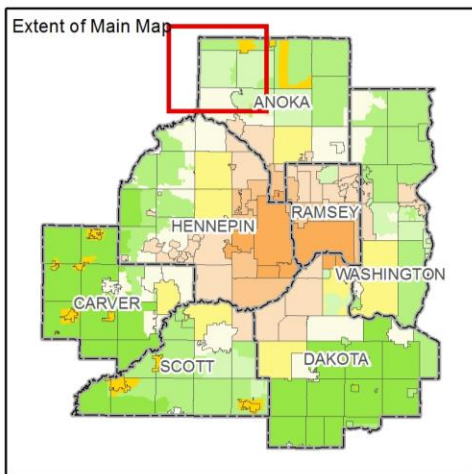 Extent of Main Map
ANOKA
HENNEPIN
RAMSEY
WASHINGTON
CARVER
SCOTT
DAKOTA